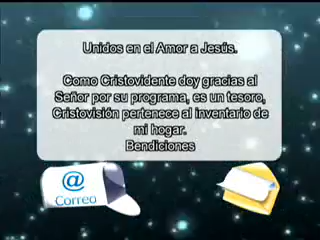 Unidos en el Amor a Jesús.
Como Cristovidente doy gracias al
Señor por su programa, es un tesoro,
Cristovisión pertenece al inventario de
mi hogar.
Bendiciones
@
Correo